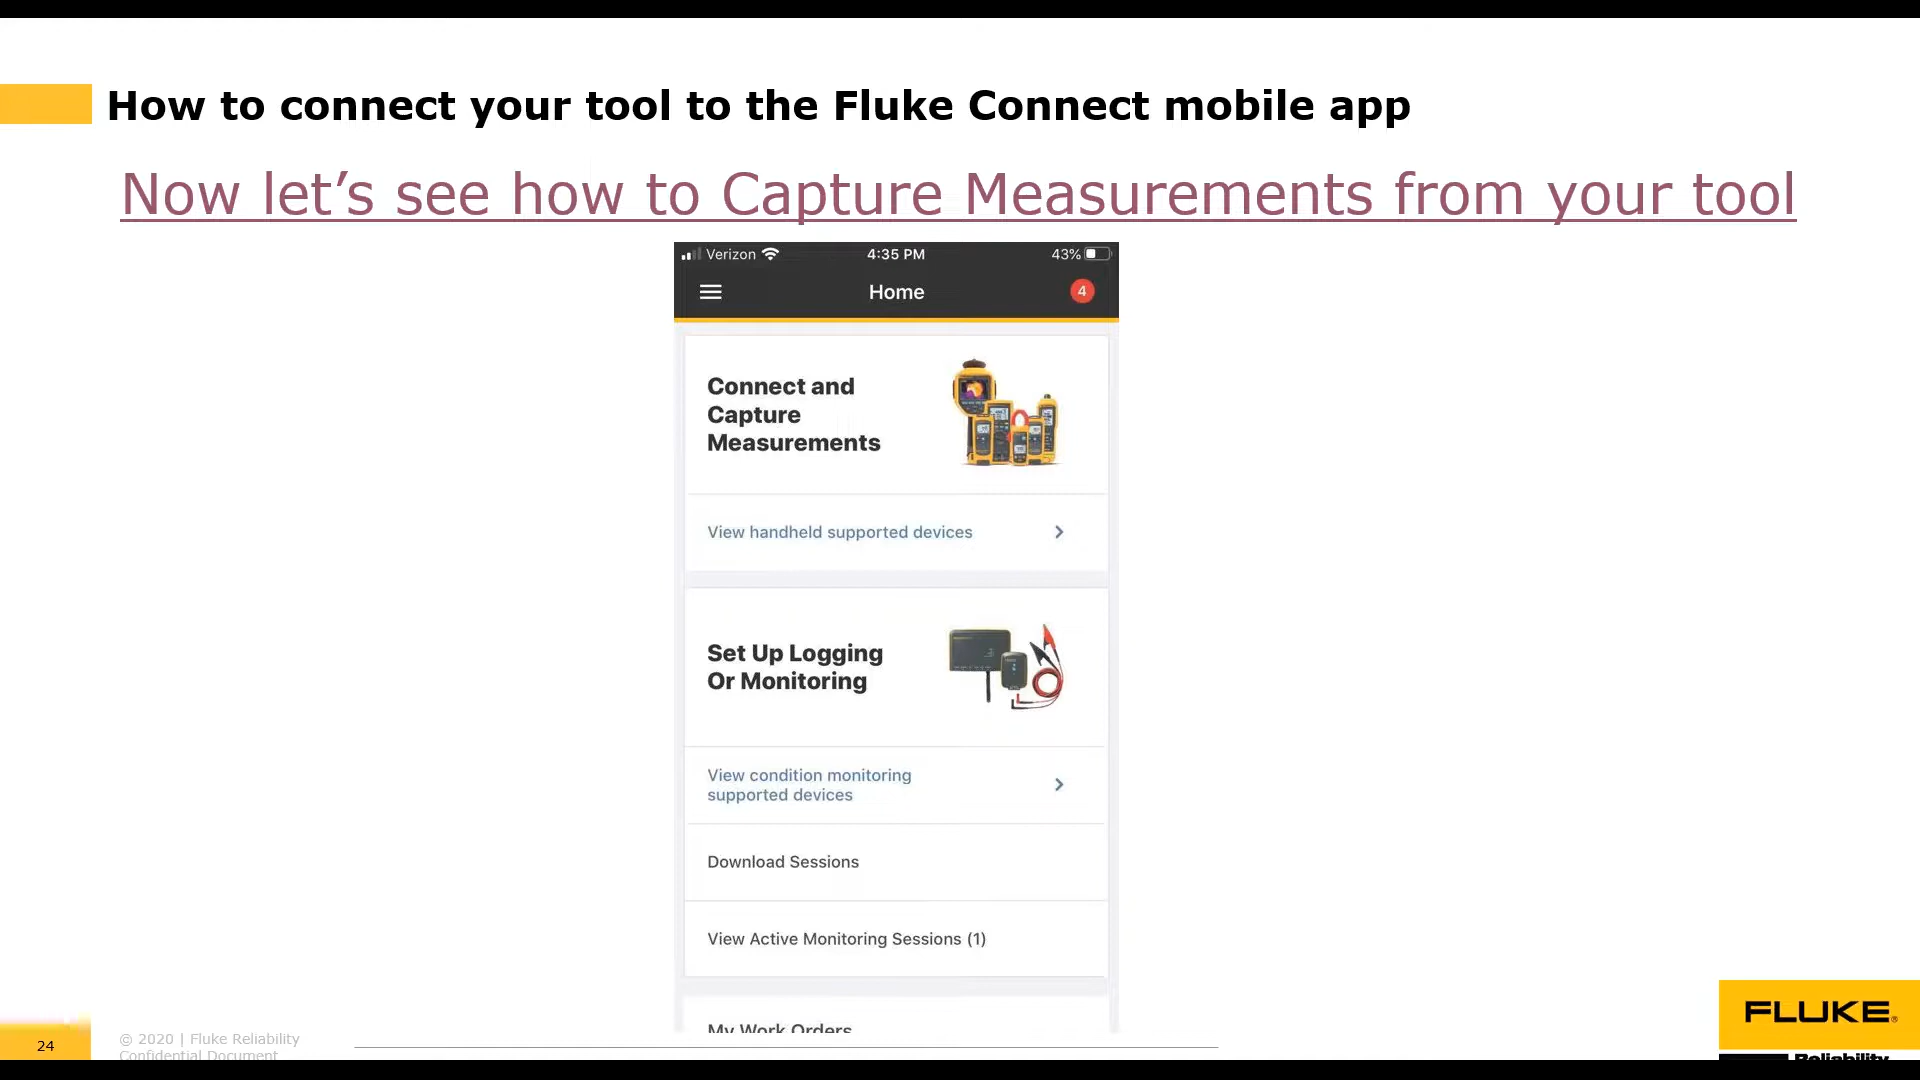 How to connect your tool to the Fluke Connect mobile app
Now let’s see how to Capture Measurements from your tool
Verizon 4:35 PM 43%
Home 4
Connect and
Capture
Measurements
View handheld supported devices
Set Up Logging
Or Monitoring
View condition monitoring
supported devices
Download Sessions
View Active Monitoring Sessions (1)
My Work Orders
24
@ 2020 | Fluke Reliability
Confidential Document
FLUKE®
Reliability